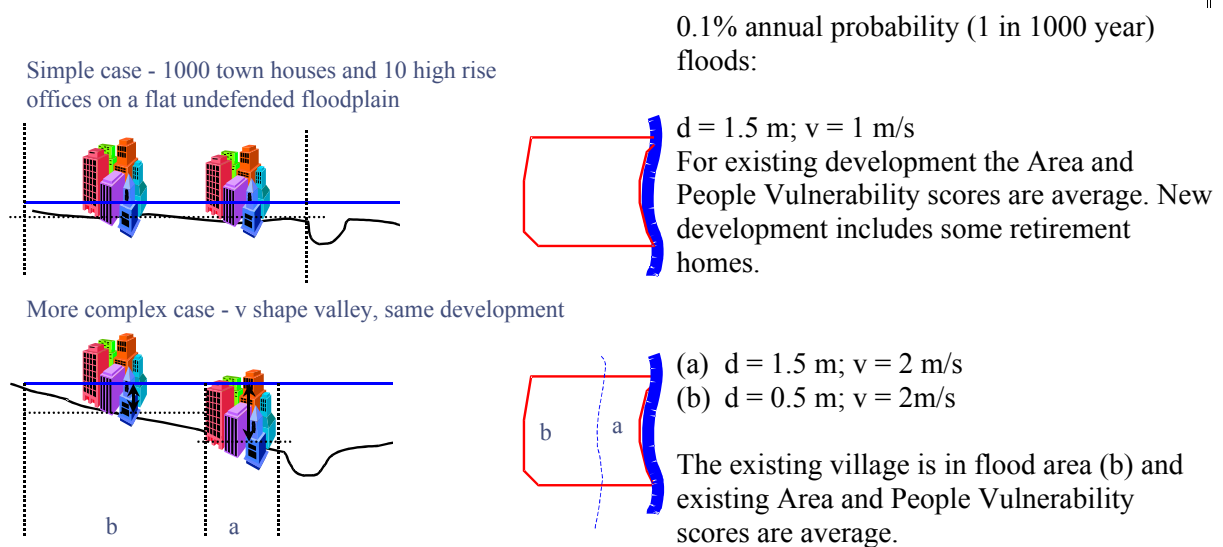 Simple case - 1000 town houses and 10 high rise
offices on a flat undefended floodplain
0.1% annual probability (1 in 1000 year)
floods:
d = 1.5 m; v = 1 m/s
For existing development the Area and
People Vulnerability scores are average. New
development includes some retirement
homes.
More complex case - v shape valley, same development
b
a
b
a
(a) d = 1.5 m; v = 2 m/s
(b) d = 0.5 m; v = 2m/s
The existing village is in flood area (b) and
existing Area and People Vulnerability
scores are average.